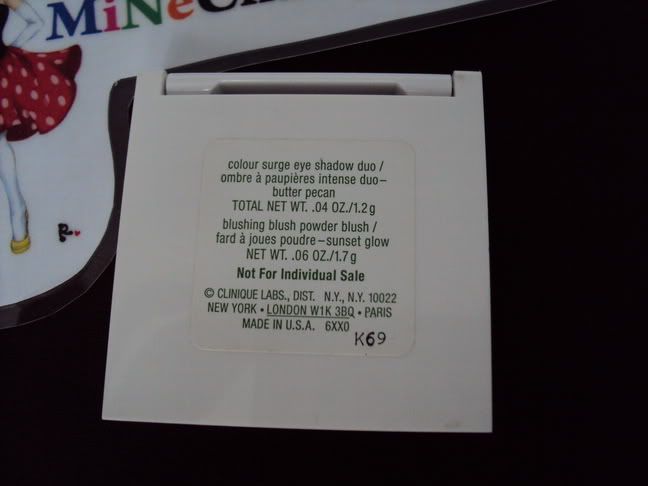 MiNeC
colour surge eye shadow duo /
ombre à paupières intense duo–
butter pecan
TOTAL NET WT. .04 OZ./1.2 g
blushing blush powder blush /
fard à joues poudre–sunset glow
NET WT. .06 OZ./1.7 g
Not For Individual Sale
© CLINIQUE LABS., DIST. N.Y., N.Y. 10022
NEW YORK • LONDON W1K 3BQ • PARIS
MADE IN U.S.A. 6XX0
K69